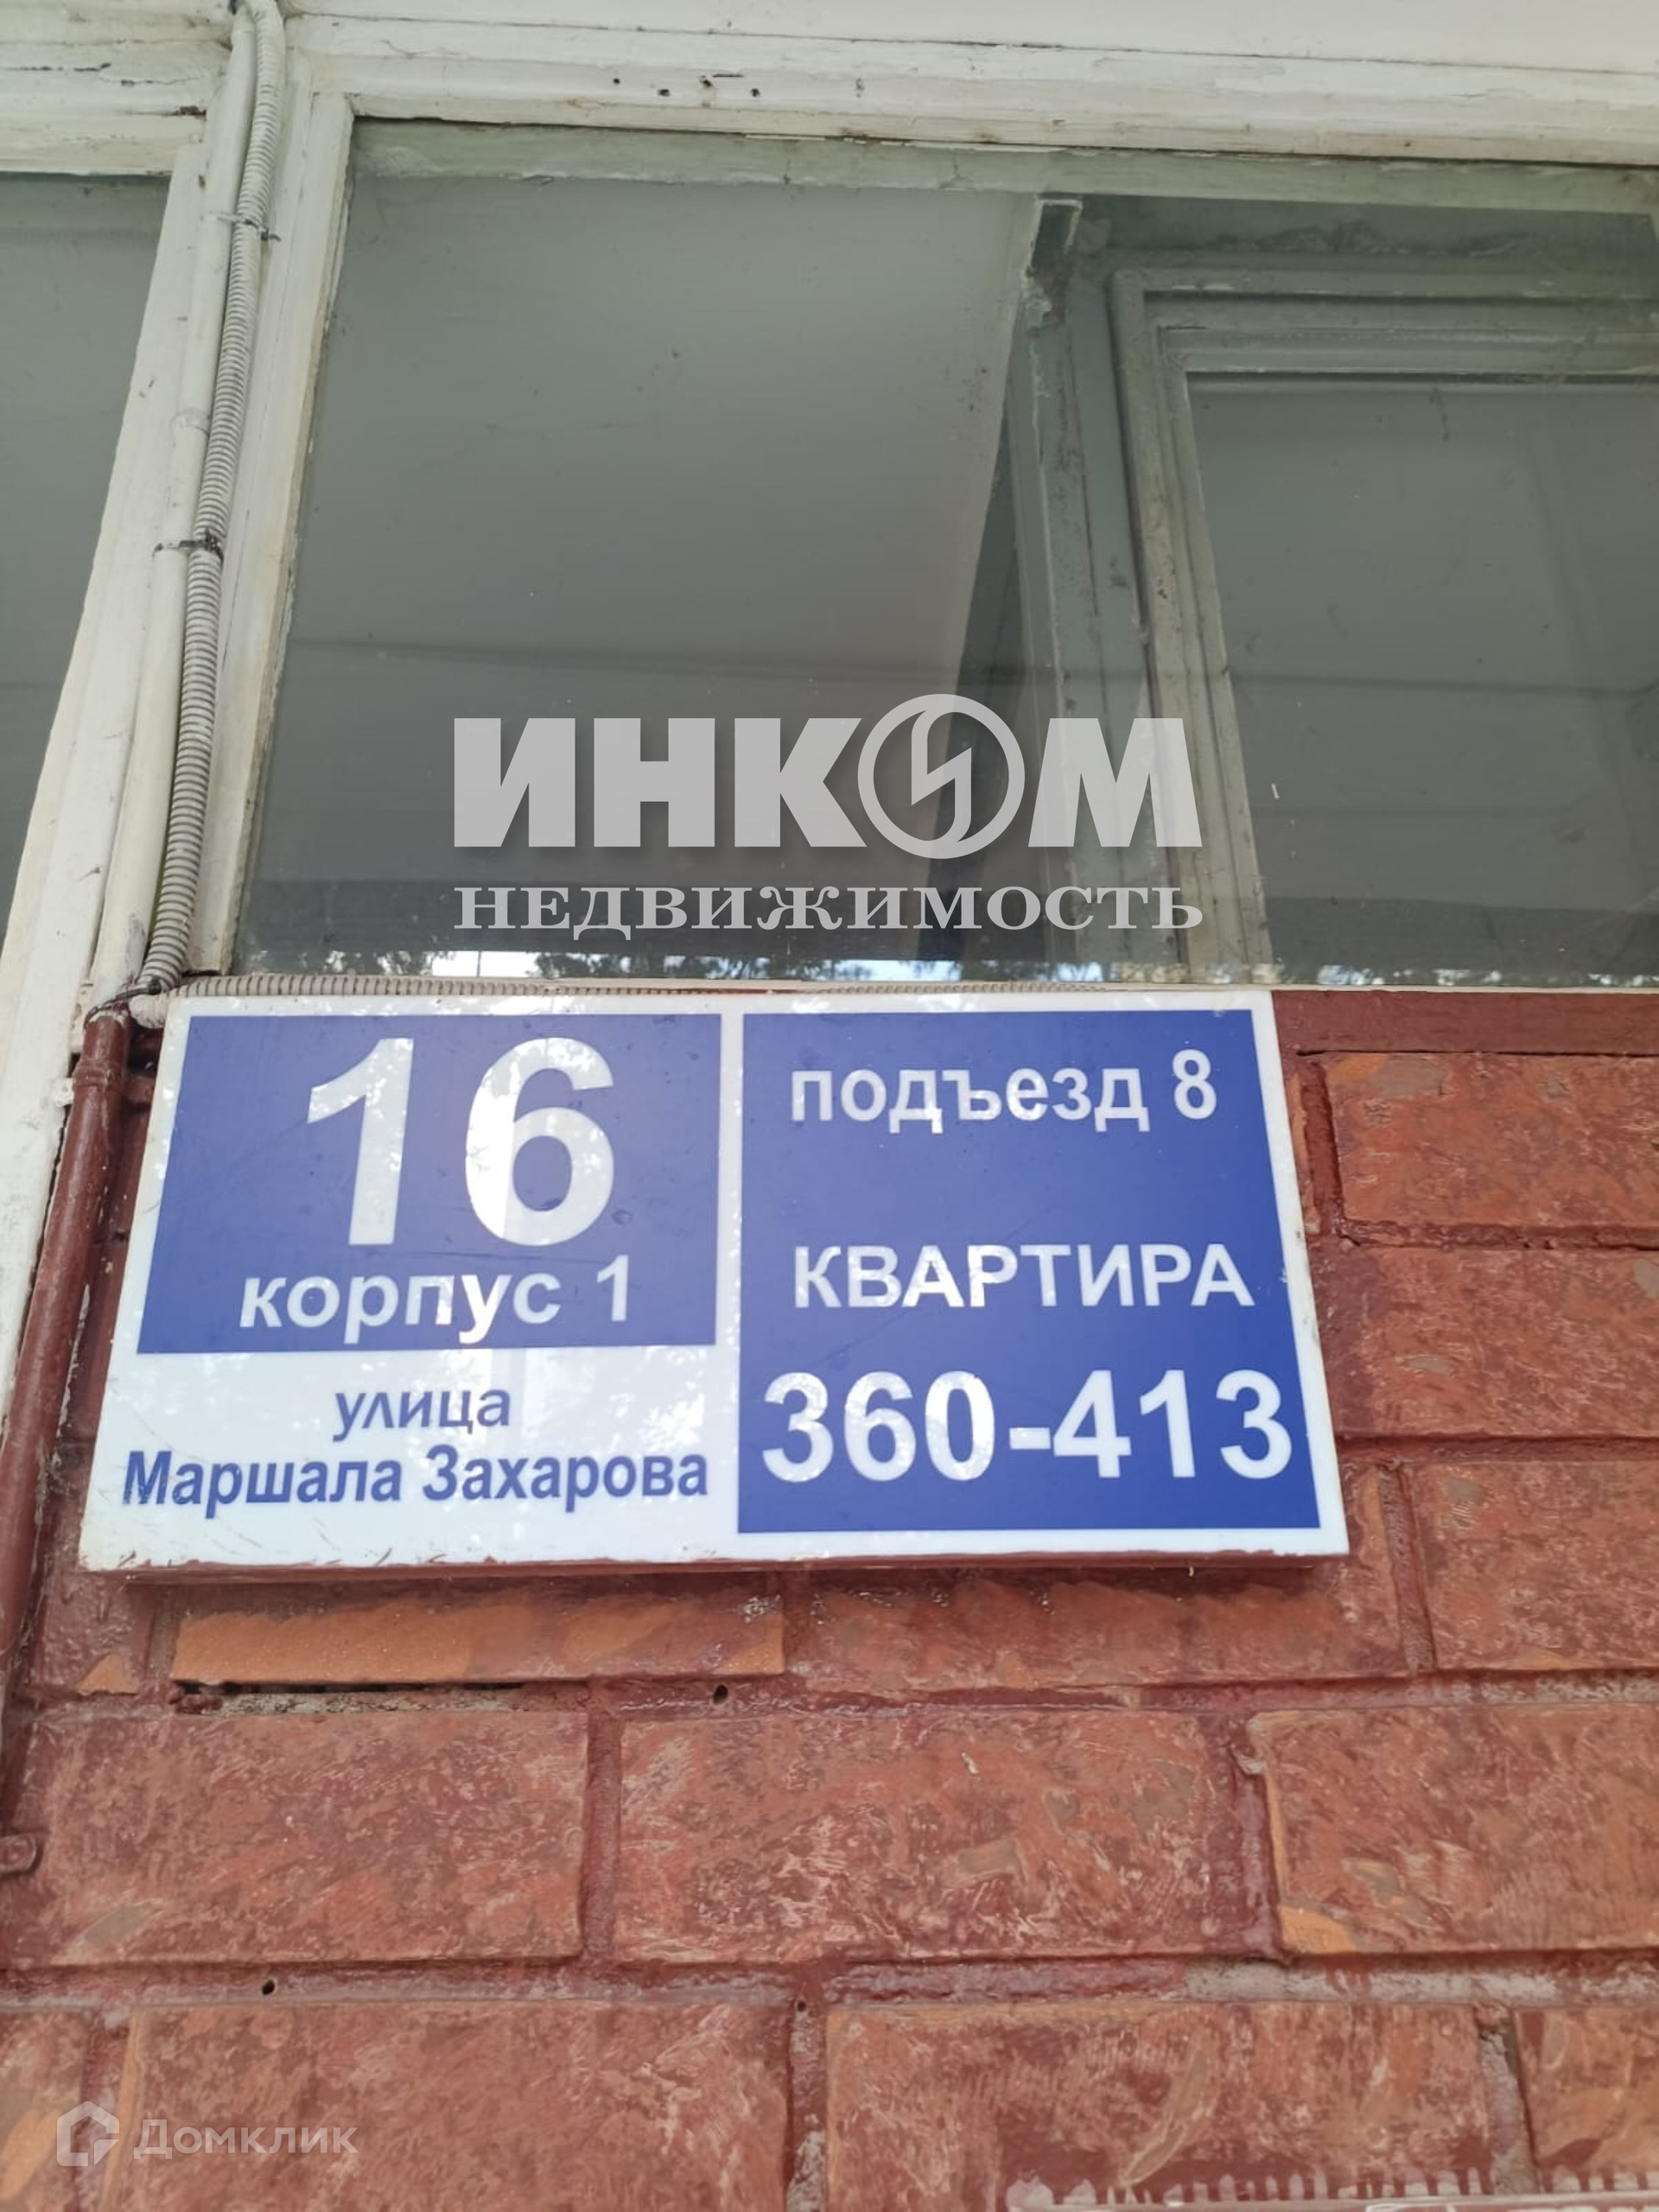 ИНКОМ
НЕДВИЖИМОСТЬ
16
корпус 1
улица
Маршала Захарова
подъезд 8
КВАРТИРА
360-413
Домклик